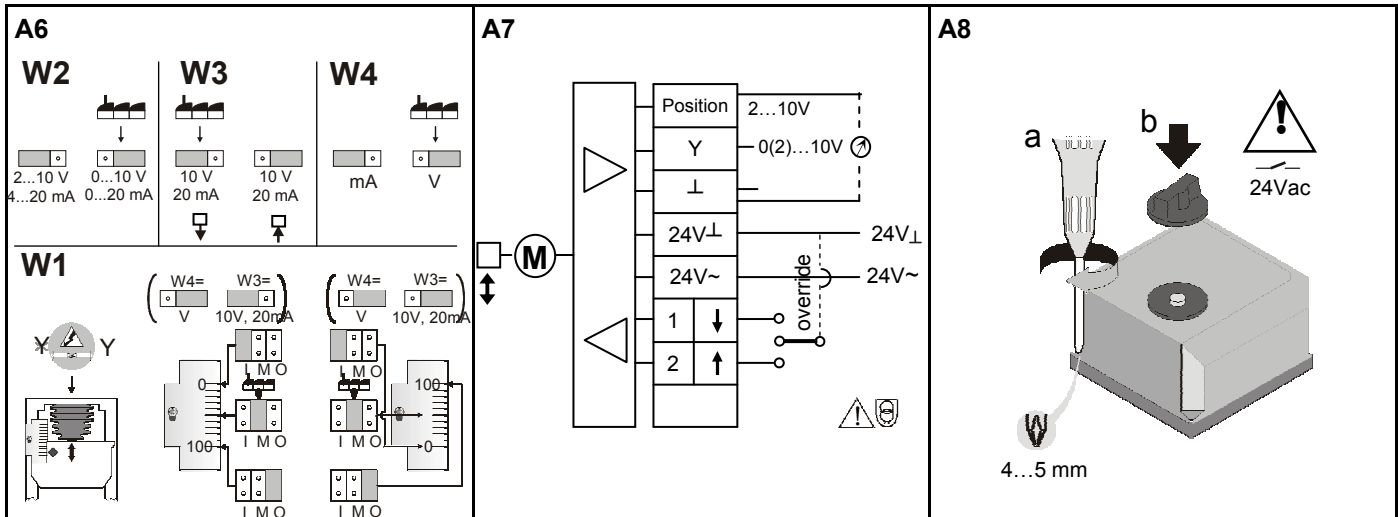 A6
W2
W3
W4
2...10 V
4...20 mA
0...10 V
0...20 mA
10 V
20 mA
10 V
20 mA
mA
V
W1
W4=
V
W3=
10V, 20mA
W4=
V
W3=
10V, 20mA
Y Y
I M O
I M O
I M O
0
100
I M O
I M O
I M O
100
0
A7
M
Position
Y
⊥
24V⊥
24V~
1 ↓
2 ↑
2...10V
0(2)...10V
24V⊥
24V~
override
A8
a
b
24Vac
4...5 mm